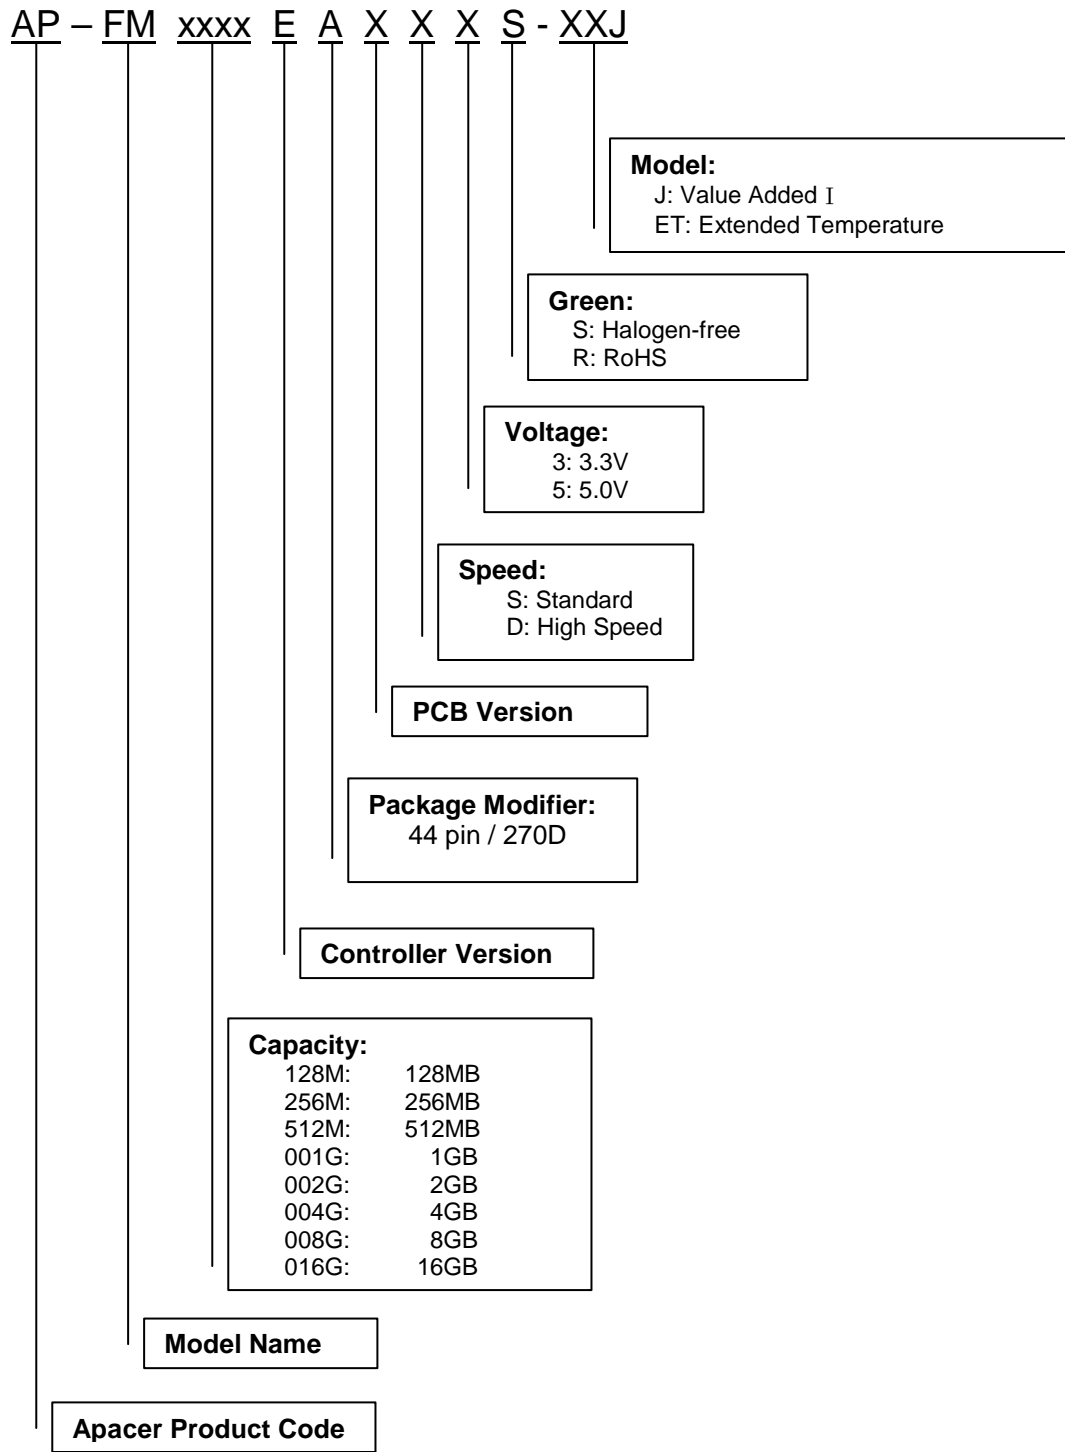 AP – FM xxxx E A X X X S - XXJ
Model:
J: Value Added I
ET: Extended Temperature
Green:
S: Halogen-free
R: RoHS
Voltage:
3: 3.3V
5: 5.0V
Speed:
S: Standard
D: High Speed
PCB Version
Package Modifier:
44 pin / 270D
Controller Version
Capacity:
128M: 128MB
256M: 256MB
512M: 512MB
001G: 1GB
002G: 2GB
004G: 4GB
008G: 8GB
016G: 16GB
Model Name
Apacer Product Code